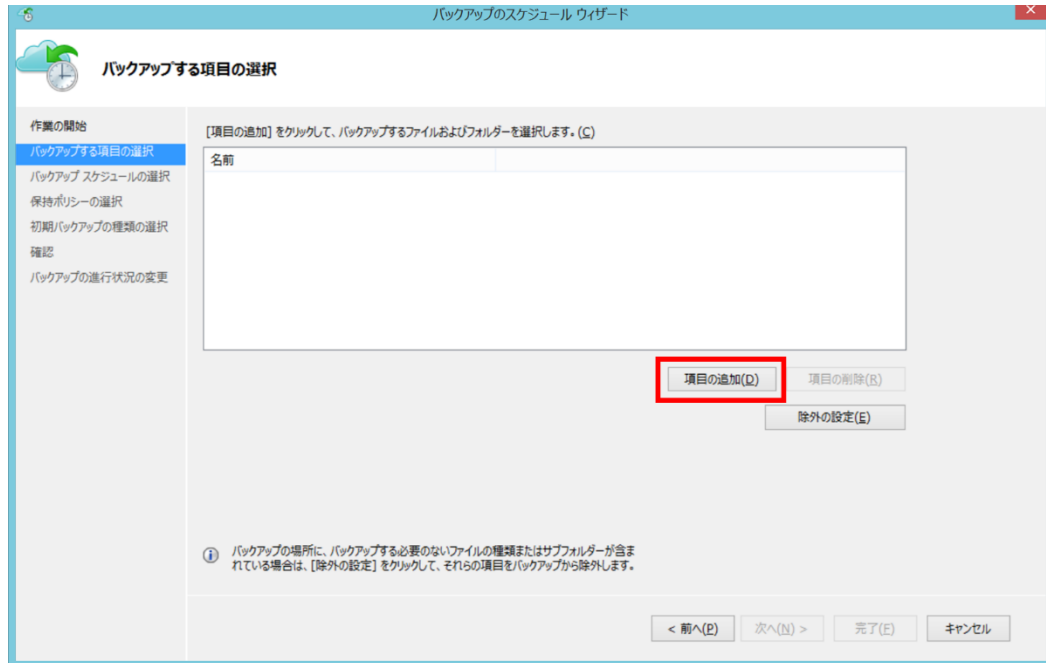 バックアップのスケジュール ウィザード
バックアップする項目の選択
作業の開始
バックアップする項目の選択
バックアップ スケジュールの選択
保持ポリシーの選択
初期バックアップの種類の選択
確認
バックアップの進行状況の変更
[項目の追加] をクリックして、バックアップするファイルおよびフォルダーを選択します。(C)
名前
項目の追加(D)
項目の削除(R)
除外の設定(E)
バックアップの場所に、バックアップする必要のないファイルの種類またはサブフォルダーが含ま
れている場合は、[除外の設定] をクリックして、それらの項目をバックアップから除外します。
< 前へ(P)
次へ(N) >
完了(F)
キャンセル